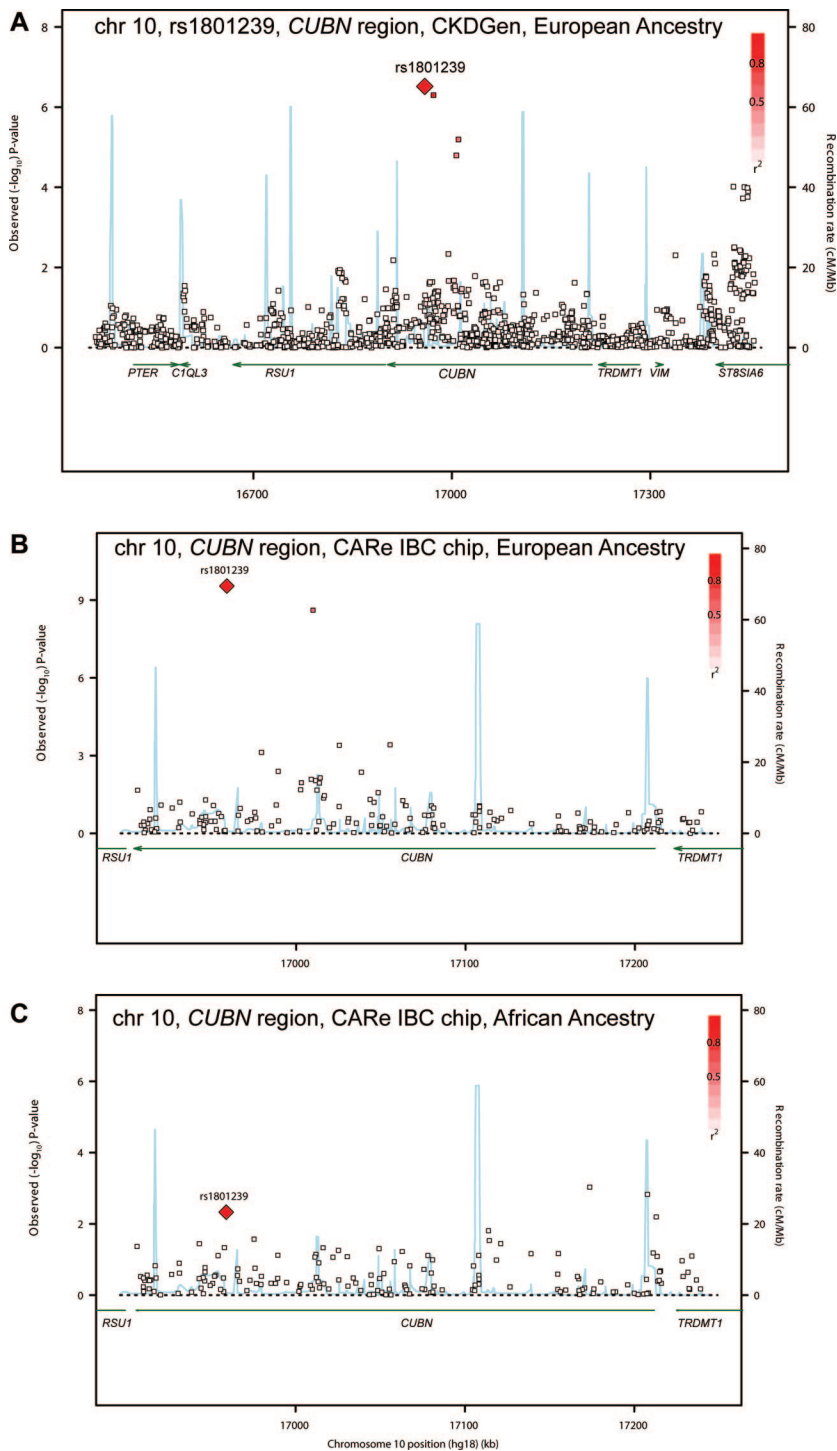 A
chr 10, rs1801239, CUBN region, CKDGen, European Ancestry
rs1801239
Observed (-log10) P-value
8
6
4
2
0
80
60
40
20
0
Recombination rate (cM/Mb)
0.8
0.5
r2
PTER C1QL3 RSU1 CUBN TRDMT1 VIM ST8SIA6
16700 17000 17300
B
chr 10, CUBN region, CARe IBC chip, European Ancestry
rs1801239
Observed (-log10) P-value
9
6
3
0
80
60
40
20
0
Recombination rate (cM/Mb)
0.8
0.5
r2
RSU1 CUBN TRDMT1
17000 17100 17200
C
chr 10, CUBN region, CARe IBC chip, African Ancestry
rs1801239
Observed (-log10) P-value
8
6
4
2
0
80
60
40
20
0
Recombination rate (cM/Mb)
0.8
0.5
r2
RSU1 CUBN TRDMT1
17000 17100 17200
Chromosome 10 position (hg18) (kb)